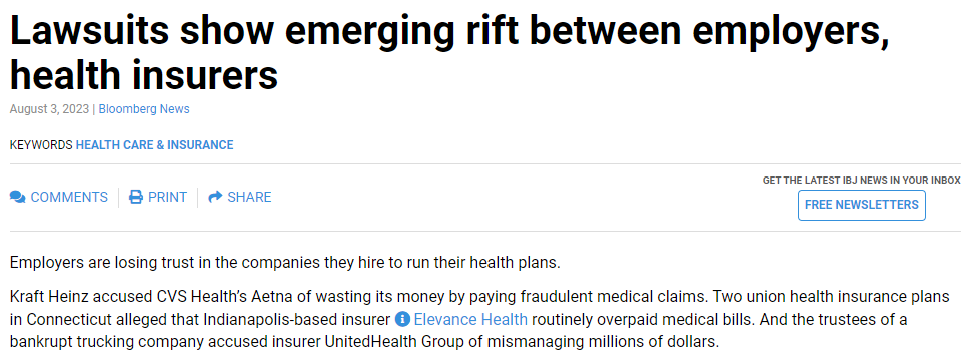 Lawsuits show emerging rift between employers,
health insurers
August 3, 2023 | Bloomberg News
KEYWORDS HEALTH CARE & INSURANCE
GET THE LATEST IBJ NEWS IN YOUR INBOX
COMMENTS | PRINT | SHARE
FREE NEWSLETTERS
Employers are losing trust in the companies they hire to run their health plans.
Kraft Heinz accused CVS Health’s Aetna of wasting its money by paying fraudulent medical claims. Two union health insurance plans
in Connecticut alleged that Indianapolis-based insurer Elevance Health routinely overpaid medical bills. And the trustees of a
bankrupt trucking company accused insurer UnitedHealth Group of mismanaging millions of dollars.